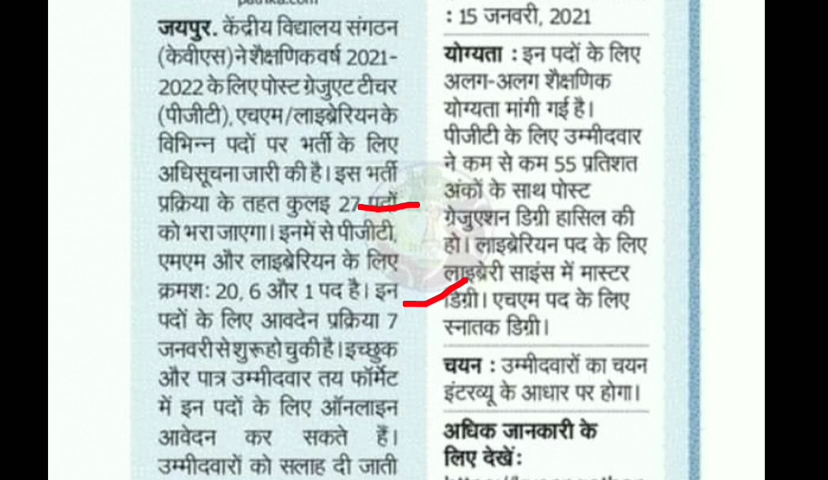 जयपुर. केंद्रीय विद्यालय संगठन
(केवीएस) ने शैक्षणिक वर्ष 2021-
2022 के लिए पोस्ट ग्रेजुएट टीचर
(पीजीटी), एचएम/लाइब्रेरियन के
विभिन्न पदों पर भर्ती के लिए
अधिसूचना जारी की है। इस भर्ती
प्रक्रिया के तहत कुलइ 27 पदों
को भरा जाएगा। इनमें से पीजीटी,
एमएम और लाइब्रेरियन के लिए
क्रमशः 20, 6 और 1 पद है। इन
पदों के लिए आवदेन प्रक्रिया 7
जनवरी से शुरू हो चुकी है। इच्छुक
और पात्र उम्मीदवार तय फॉर्मेट
में इन पदों के लिए ऑनलाइन
आवेदन कर सकते हैं।
उम्मीदवारों को सलाह दी जाती
: 15 जनवरी, 2021
योग्यता : इन पदों के लिए
अलग-अलग शैक्षणिक
योग्यता मांगी गई है।
पीजीटी के लिए उम्मीदवार
ने कम से कम 55 प्रतिशत
अंकों के साथ पोस्ट
ग्रेजुएशन डिग्री हासिल की
हो। लाइब्रेरियन पद के लिए
लाइब्रेरी साइंस में मास्टर
डिग्री। एचएम पद के लिए
स्नातक डिग्री।
चयन : उम्मीदवारों का चयन
इंटरव्यू के आधार पर होगा।
अधिक जानकारी के
लिए देखें: